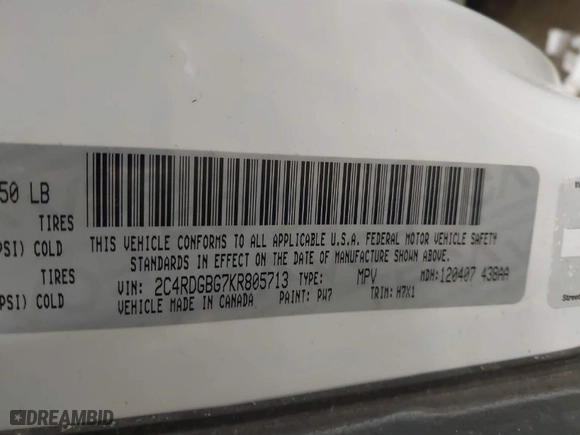 50 LB
TIRES
PSI) COLD
TIRES
PSI) COLD
THIS VEHICLE CONFORMS TO ALL APPLICABLE U.S.A. FEDERAL MOTOR VEHICLE SAFETY
STANDARDS IN EFFECT ON THE DATE OF MANUFACTURE SHOWN ABOVE.
VIN: 2C4RDGBG7KR805713 TYPE: MPV MDH: 120407 438AA
VEHICLE MADE IN CANADA PAINT: PW7 TRIM: H7X1
Street
DREAMBID